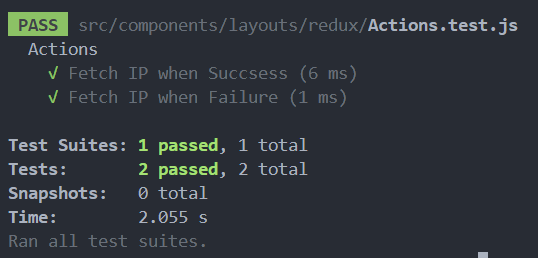 PASS src/components/layouts/redux/Actions.test.js
Actions
√ Fetch IP when Succsess (6 ms)
√ Fetch IP when Failure (1 ms)
Test Suites: 1 passed, 1 total
Tests: 2 passed, 2 total
Snapshots: 0 total
Time: 2.055 s
Ran all test suites.